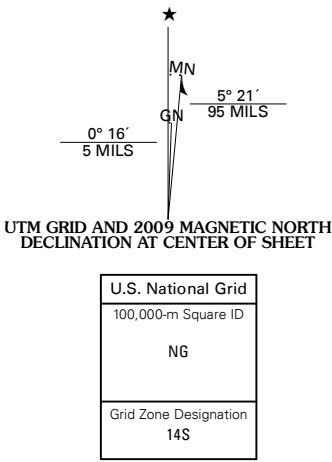 ★
MN
GN
5° 21´
95 MILS
0° 16´
5 MILS
UTM GRID AND 2009 MAGNETIC NORTH
DECLINATION AT CENTER OF SHEET
U.S. National Grid
100,000-m Square ID
NG
Grid Zone Designation
14S